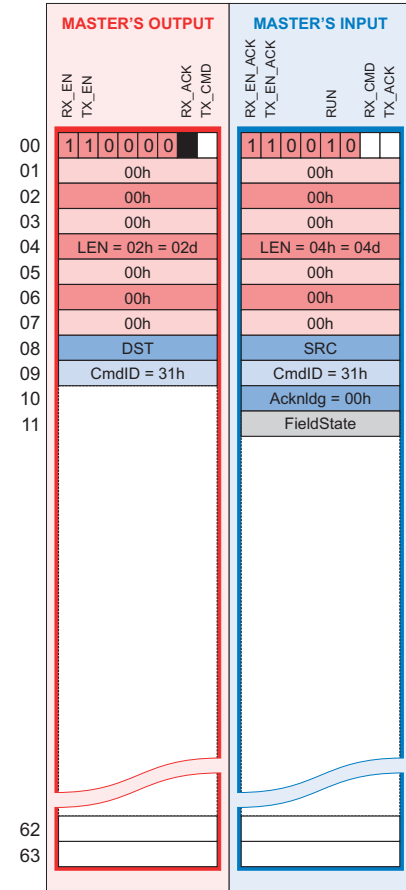 MASTER'S OUTPUT MASTER'S INPUT
RX_EN TX_EN RX_ACK TX_CMD RX_EN_ACK TX_EN_ACK RUN RX_CMD TX_ACK
00 1 1 0 0 0 0 1 1 0 0 1 0
01 00h 00h
02 00h 00h
03 00h 00h
04 LEN = 02h = 02d LEN = 04h = 04d
05 00h 00h
06 00h 00h
07 00h 00h
08 DST SRC
09 CmdID = 31h CmdID = 31h
10 Acknldg = 00h
11 FieldState
62
63